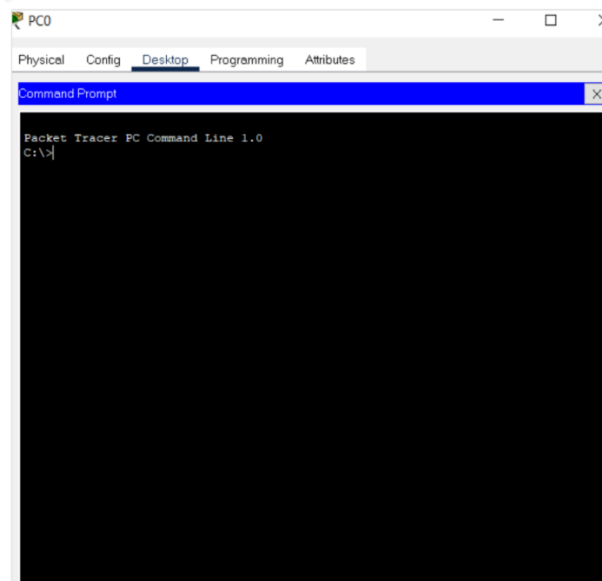 PC0
Physical Config Desktop Programming Attributes
Command Prompt
X
Packet Tracer PC Command Line 1.0
C:\>